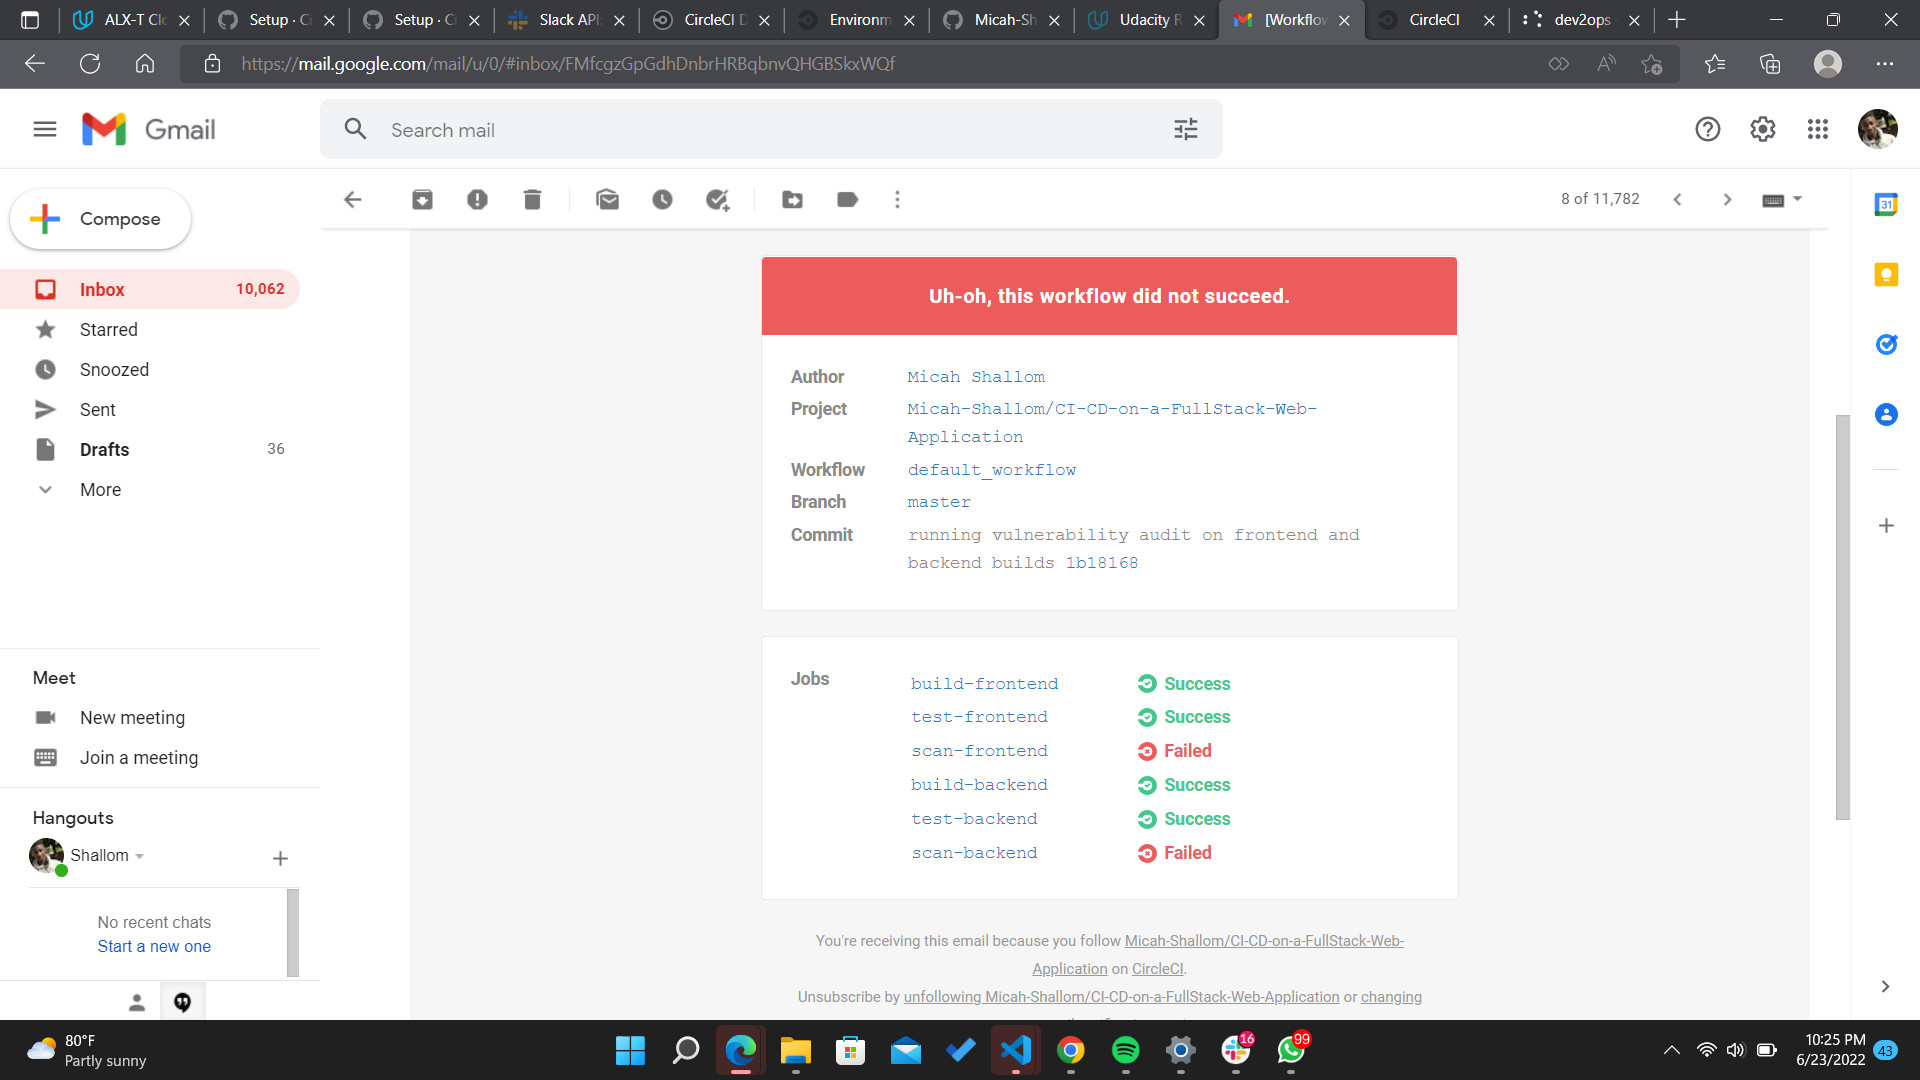 ALX-T Clo
Setup · Ci
Setup · Ci
Slack API:
CircleCI D
Environm
Micah-Sh
Udacity R
[Workflow
CircleCI
dev2ops
https://mail.google.com/mail/u/0/#inbox/FMfcgzGpGdhDnbrHRBqbnvQHGBSkxWQf
Gmail
Search mail
Compose
8 of 11,782
Inbox 10,062
Starred
Snoozed
Sent
Drafts 36
More
Meet
New meeting
Join a meeting
Hangouts
Shallom
No recent chats
Start a new one
Uh-oh, this workflow did not succeed.
Author Micah Shallom
Project Micah-Shallom/CI-CD-on-a-FullStack-Web-
Application
Workflow default_workflow
Branch master
Commit running vulnerability audit on frontend and
backend builds 1b18168
Jobs build-frontend Success
test-frontend Success
scan-frontend Failed
build-backend Success
test-backend Success
scan-backend Failed
You're receiving this email because you follow Micah-Shallom/CI-CD-on-a-FullStack-Web-
Application on CircleCI.
Unsubscribe by unfollowing Micah-Shallom/CI-CD-on-a-FullStack-Web-Application or changing
31
80°F
Partly sunny
16
99
10:25 PM
6/23/2022
43